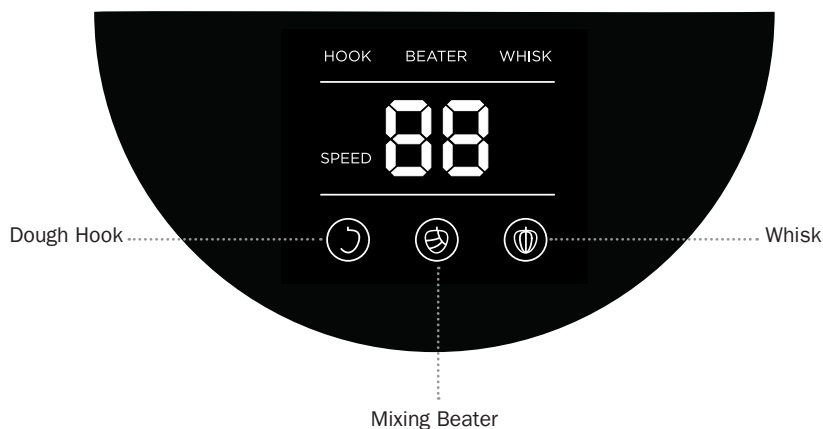 HOOK BEATER WHISK
88
SPEED
Dough Hook
Whisk
Mixing Beater